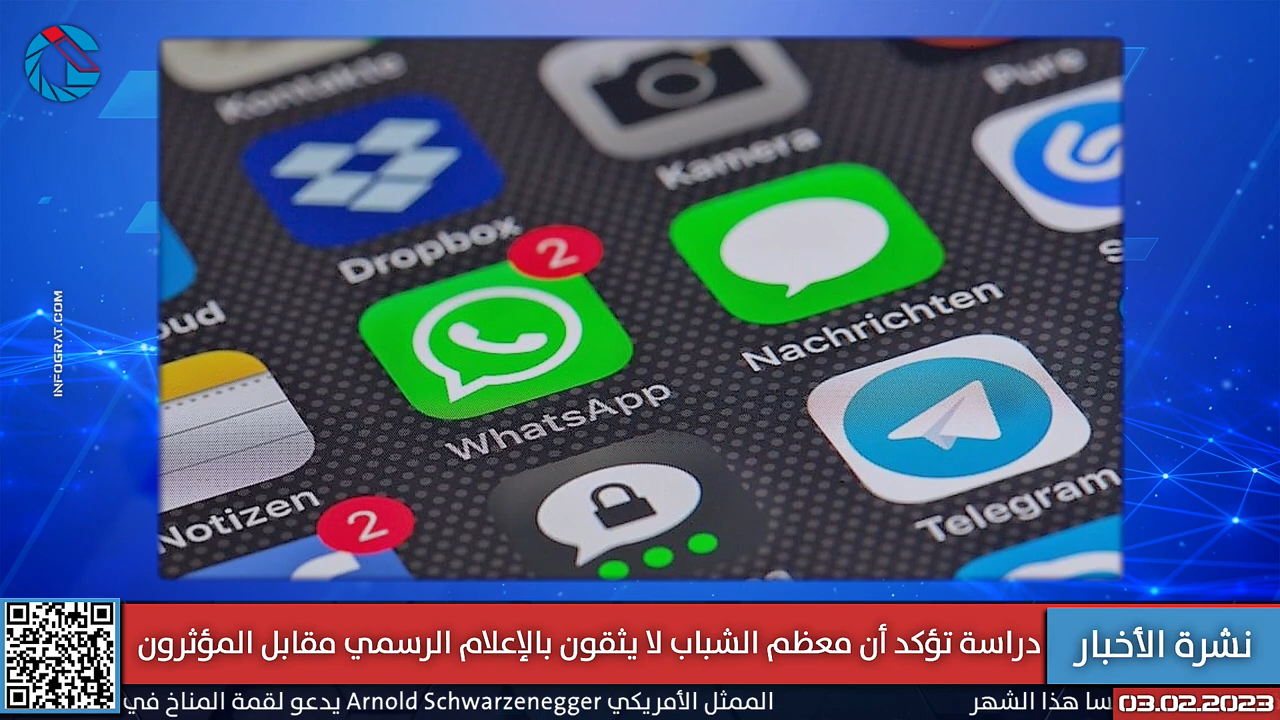 Kontakte
Pure
Kamera
Dropbox
2
oud
Nachrichten
WhatsApp
Notizen
2
Telegram
INFOGRAT.COM
نشرة الأخبار
دراسة تؤكد أن معظم الشباب لا يثقون بالإعلام الرسمي مقابل المؤثرون
03.02.2023
سا هذا الشهر
الممثل الأمريكي Arnold Schwarzenegger يدعو لقمة المناخ في